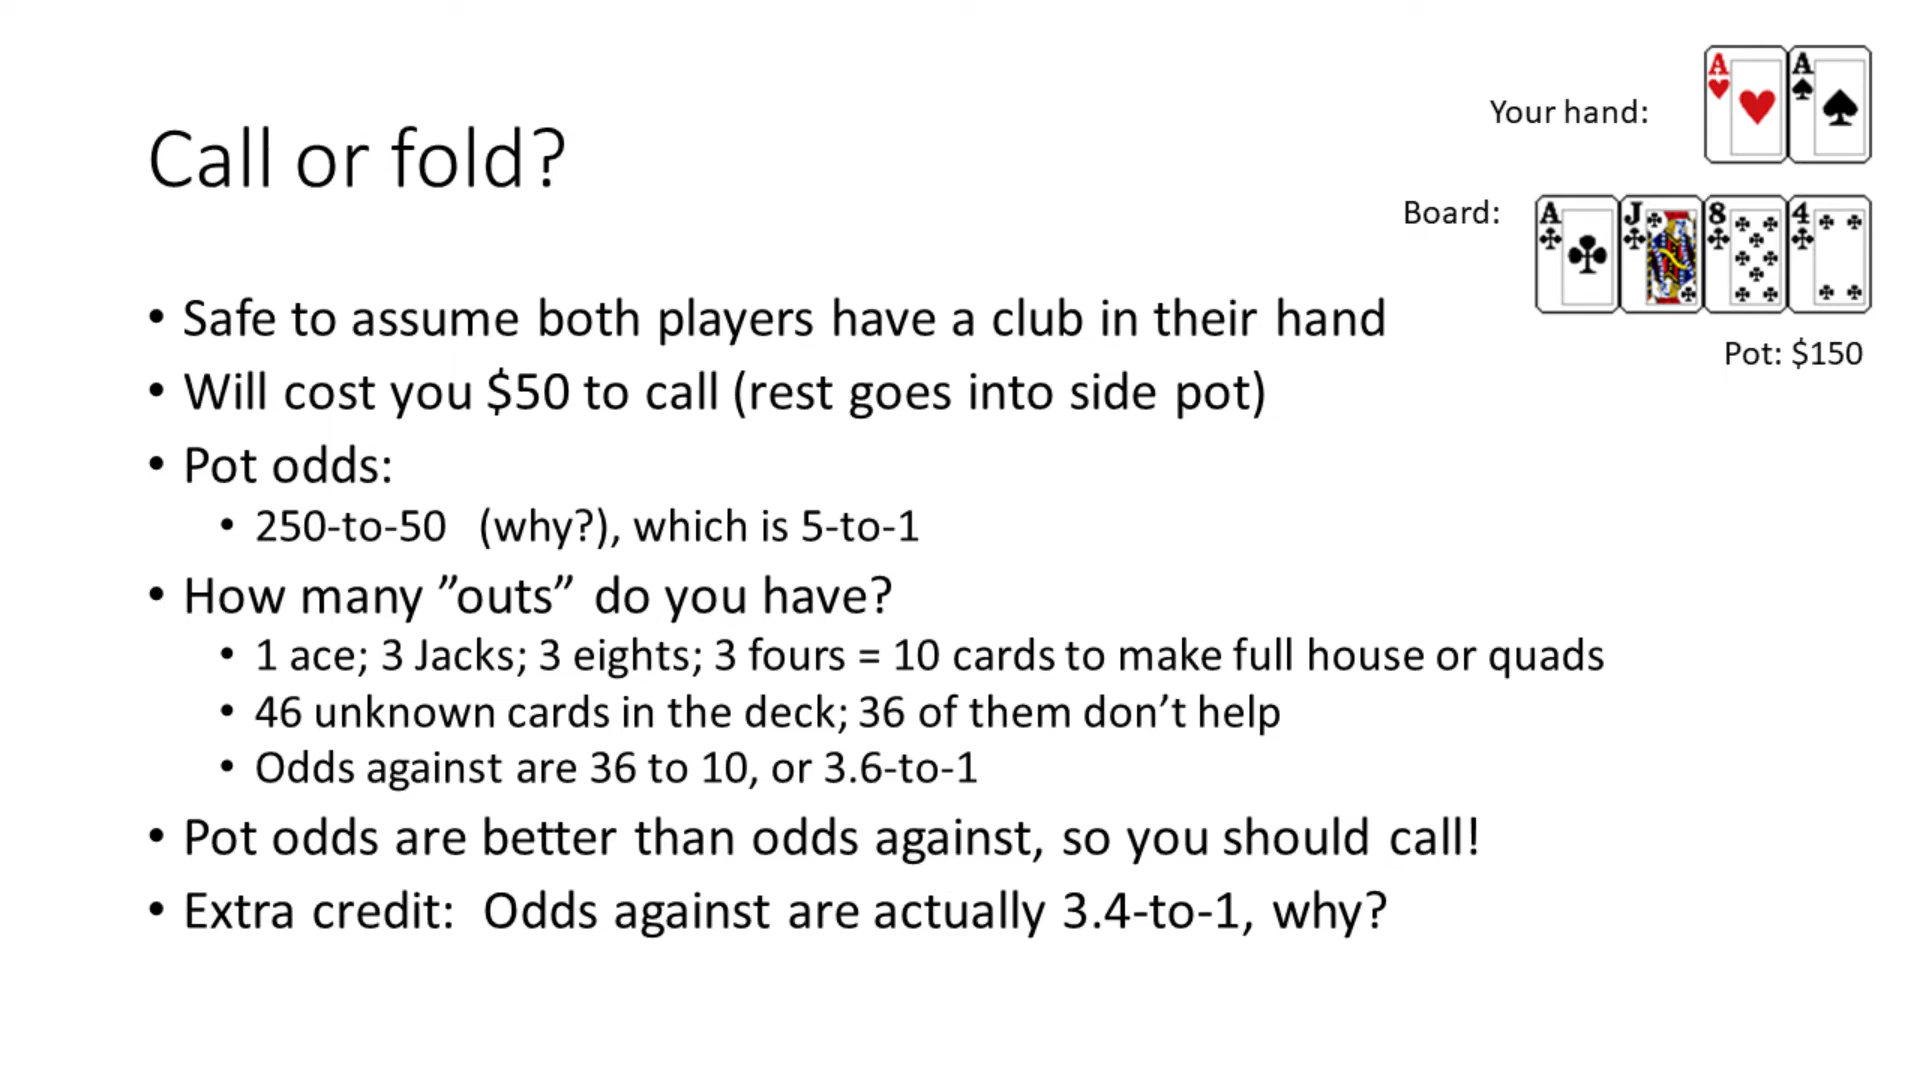 Your hand:
A A
Call or fold?
Board:
A J 8 4
Pot: $150
• Safe to assume both players have a club in their hand
• Will cost you $50 to call (rest goes into side pot)
• Pot odds:
• 250-to-50 (why?), which is 5-to-1
• How many ”outs” do you have?
• 1 ace; 3 Jacks; 3 eights; 3 fours = 10 cards to make full house or quads
• 46 unknown cards in the deck; 36 of them don’t help
• Odds against are 36 to 10, or 3.6-to-1
• Pot odds are better than odds against, so you should call!
• Extra credit: Odds against are actually 3.4-to-1, why?